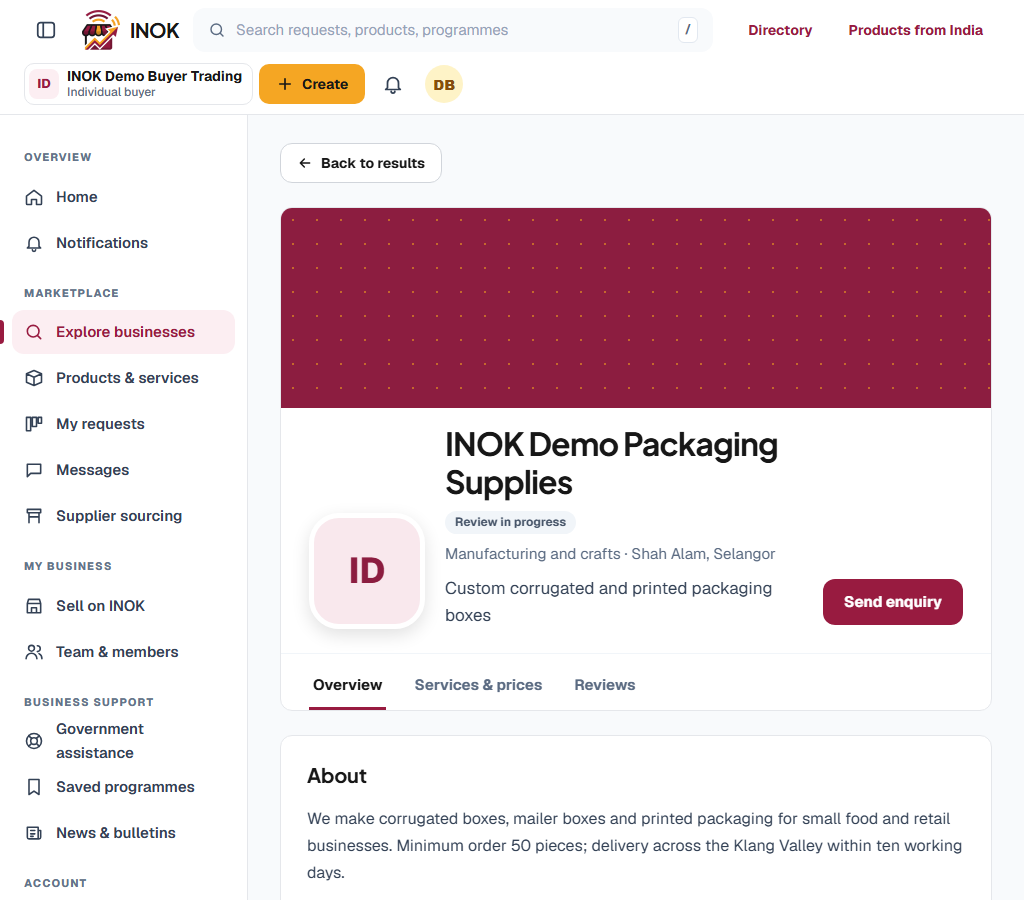 INOK
Search requests, products, programmes
/
Directory
Products from India
ID
INOK Demo Buyer Trading
Individual buyer
Create
DB
OVERVIEW
Home
Notifications
MARKETPLACE
Explore businesses
Products & services
My requests
Messages
Supplier sourcing
MY BUSINESS
Sell on INOK
Team & members
BUSINESS SUPPORT
Government
assistance
Saved programmes
News & bulletins
ACCOUNT
Back to results
INOK Demo Packaging
Supplies
Review in progress
ID
Manufacturing and crafts · Shah Alam, Selangor
Custom corrugated and printed packaging
boxes
Send enquiry
Overview
Services & prices
Reviews
About
We make corrugated boxes, mailer boxes and printed packaging for small food and retail
businesses. Minimum order 50 pieces; delivery across the Klang Valley within ten working
days.